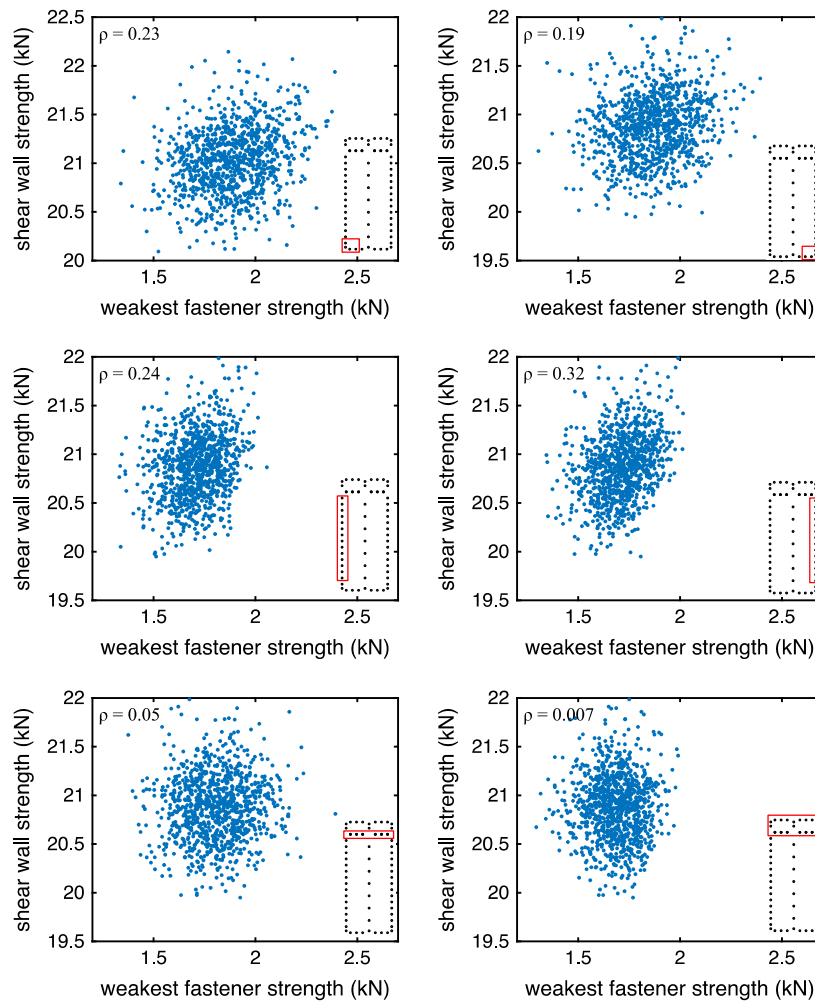 22.5
22
21.5
21
20.5
20
ρ = 0.23
shear wall strength (kN)
1.5 2 2.5
weakest fastener strength (kN)
22
21.5
21
20.5
20
19.5
ρ = 0.19
shear wall strength (kN)
1.5 2 2.5
weakest fastener strength (kN)
22
21.5
21
20.5
20
19.5
ρ = 0.24
shear wall strength (kN)
1.5 2 2.5
weakest fastener strength (kN)
22
21.5
21
20.5
20
19.5
ρ = 0.32
shear wall strength (kN)
1.5 2 2.5
weakest fastener strength (kN)
22
21.5
21
20.5
20
19.5
ρ = 0.05
shear wall strength (kN)
1.5 2 2.5
weakest fastener strength (kN)
22
21.5
21
20.5
20
19.5
ρ = 0.007
shear wall strength (kN)
1.5 2 2.5
weakest fastener strength (kN)